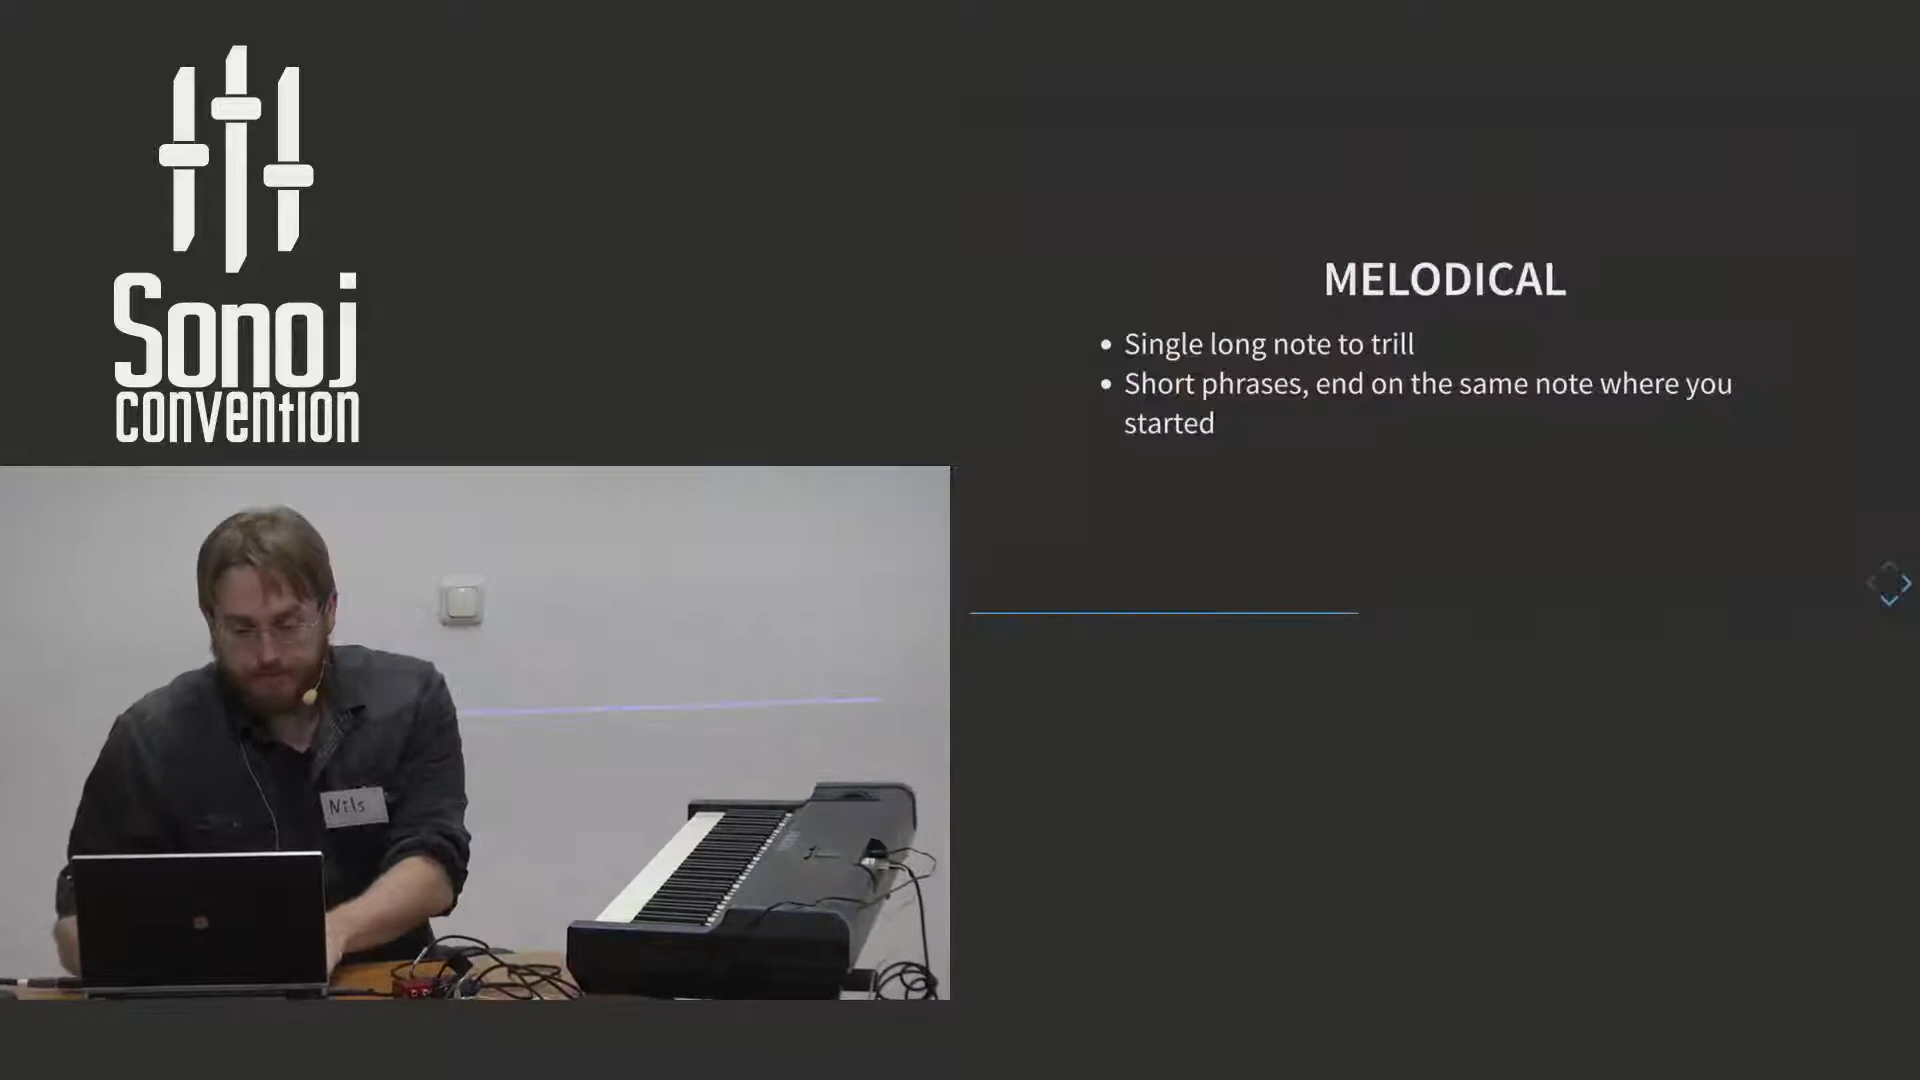 Sonoj
convention
MELODICAL
Single long note to trill
Short phrases, end on the same note where you
started
Nils